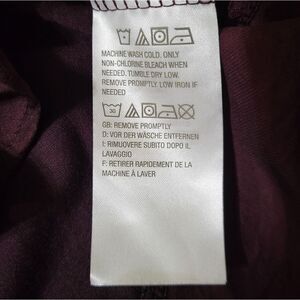 MACHINE WASH COLD. ONLY
NON-CHLORINE BLEACH WHEN
NEEDED. TUMBLE DRY LOW.
REMOVE PROMPTLY. LOW IRON IF
NEEDED
30
GB: REMOVE PROMPTLY
D: VOR DER WÄSCHE ENTFERNEN
I: RIMUOVERE SUBITO DOPO IL
LAVAGGIO
F: RETIRER RAPIDEMENT DE LA
MACHINE À LAVER